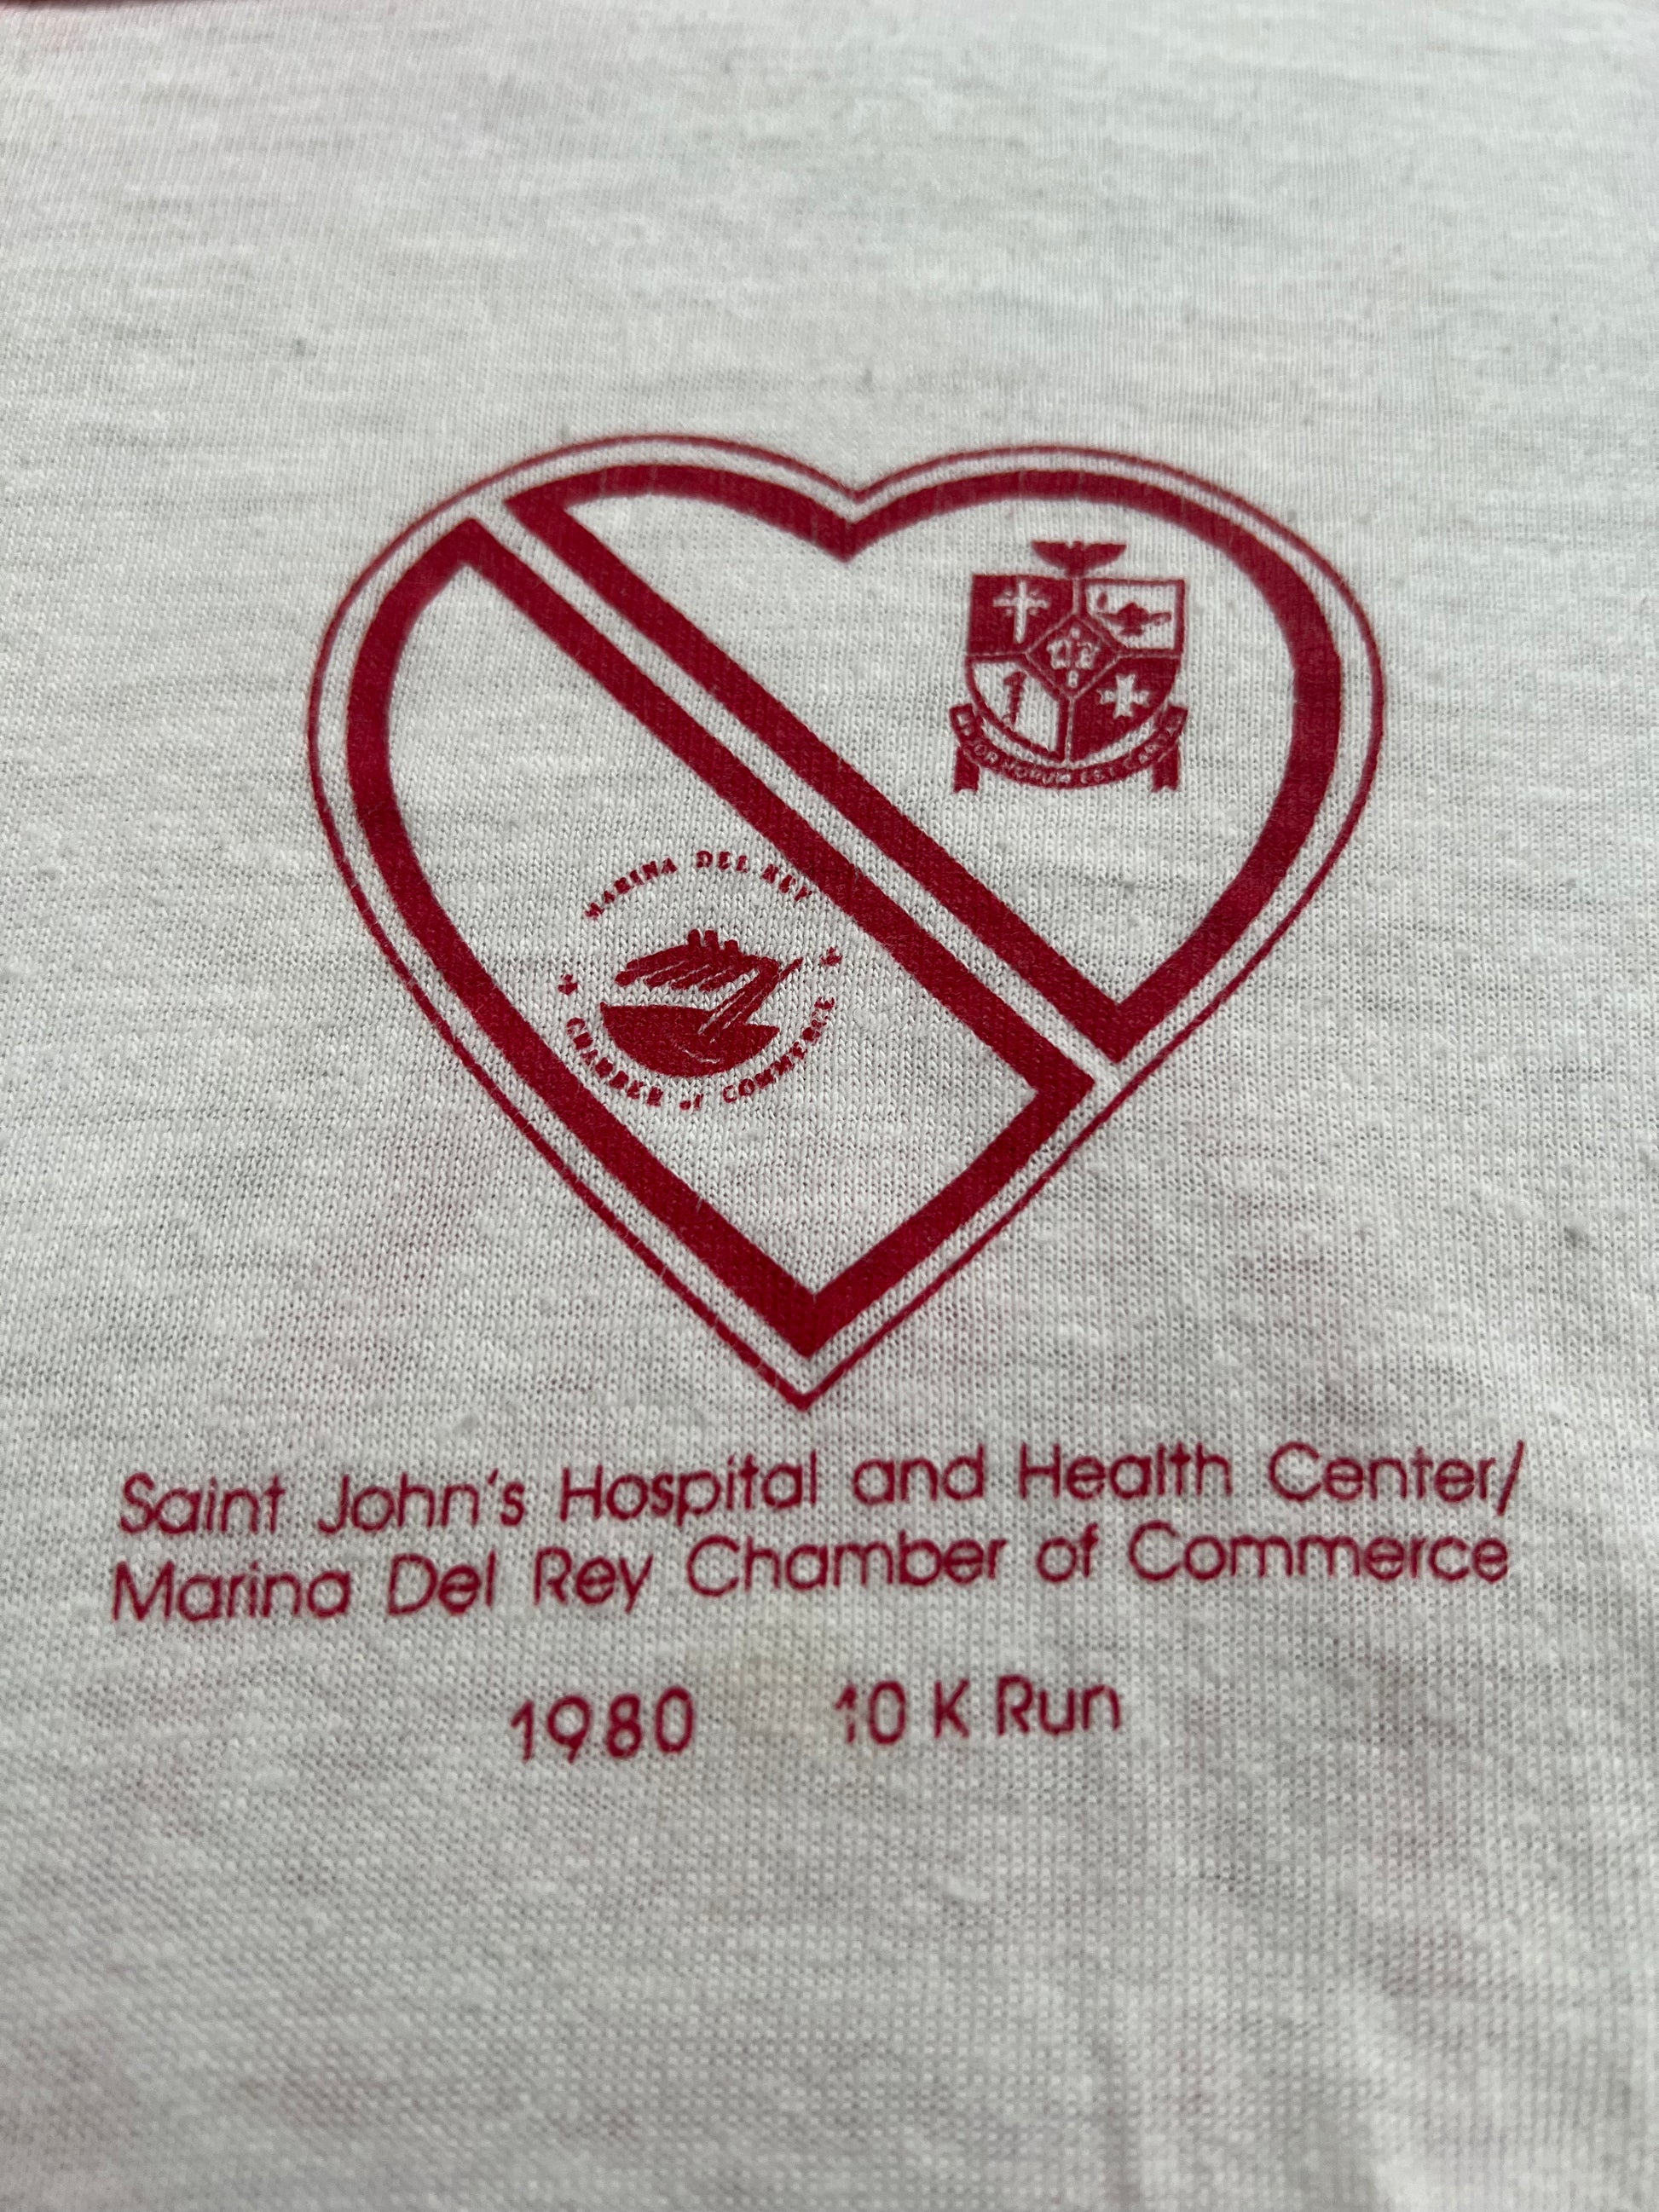 MARINA DEL REY
CHAMBER of COMMERCE
Saint John's Hospital and Health Center/
Marina Del Rey Chamber of Commerce
1980 10 K Run